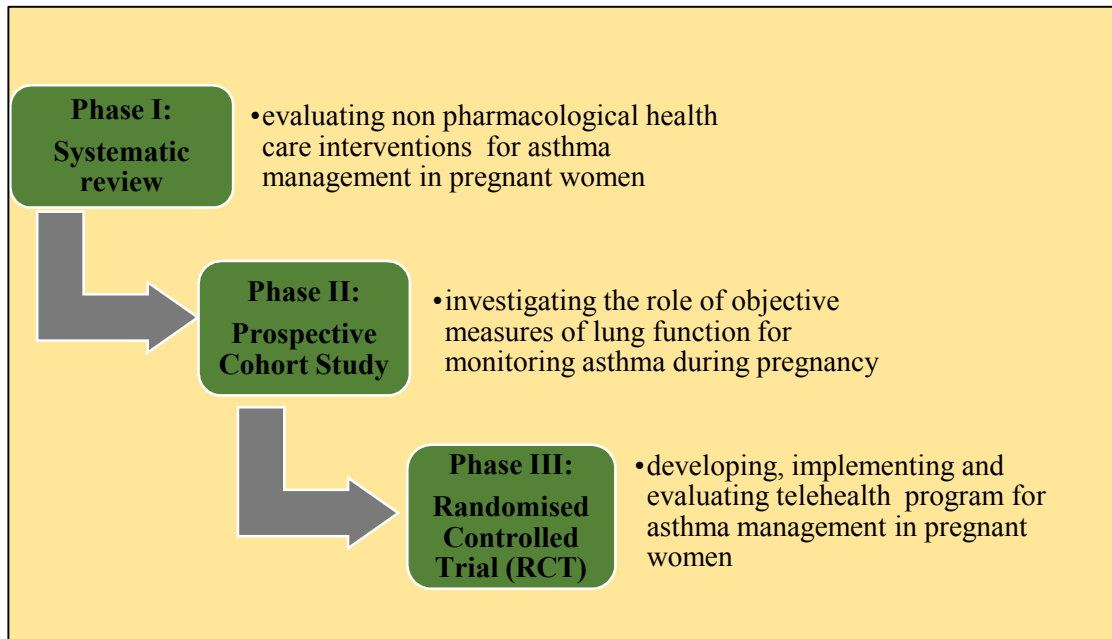 Phase I:
Systematic
review
•evaluating non pharmacological health
care interventions for asthma
management in pregnant women
Phase II:
Prospective
Cohort Study
•investigating the role of objective
measures of lung function for
monitoring asthma during pregnancy
Phase III:
Randomised
Controlled
Trial (RCT)
•developing, implementing and
evaluating telehealth program for
asthma management in pregnant
women